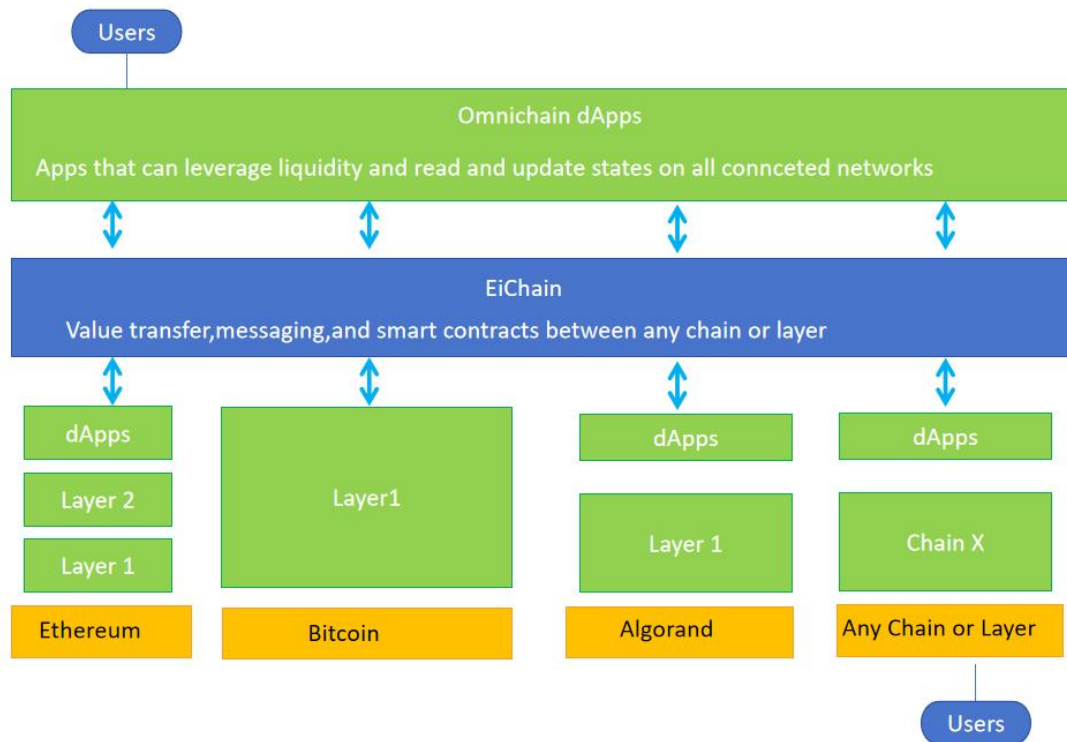 Users
Omnichain dApps
Apps that can leverage liquidity and read and update states on all connceted networks
EiChain
Value transfer,messaging,and smart contracts between any chain or layer
dApps
Layer 2
Layer 1
Ethereum
Layer1
Bitcoin
dApps
Layer 1
Algorand
dApps
Chain X
Any Chain or Layer
Users